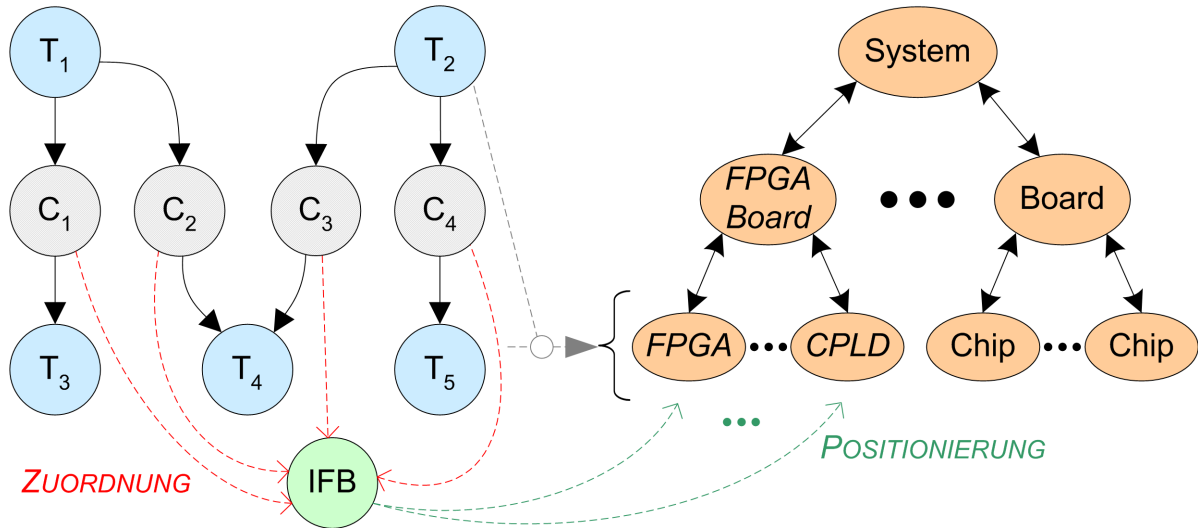 T₁
T₂
System
C₁
C₂
C₃
C₄
FPGA
Board
Board
T₃
T₄
T₅
FPGA
CPLD
Chip
Chip
ZUORDNUNG
IFB
POSITIONIERUNG